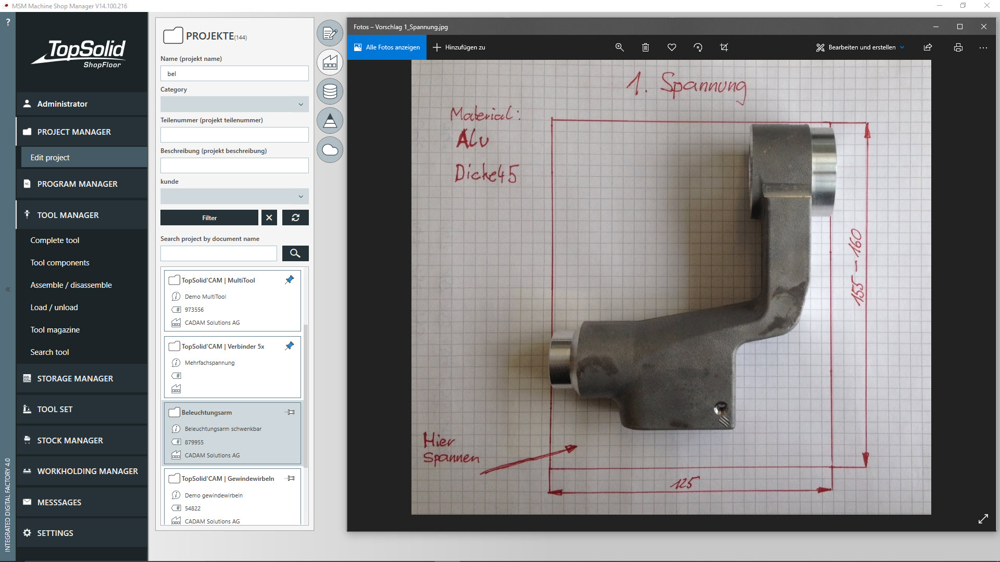 MSM Machine Shop Manager V14.100.216
?
TopSolid
ShopFloor
Administrator
PROJECT MANAGER
Edit project
PROGRAM MANAGER
TOOL MANAGER
Complete tool
Tool components
Assemble / disassemble
Load / unload
Tool magazine
Search tool
STORAGE MANAGER
TOOL SET
STOCK MANAGER
WORKHOLDING MANAGER
MESSSAGES
SETTINGS
INTEGRATED DIGITAL FACTORY 4.0
PROJEKTE(144)
Name (projekt name)
bel
Category
Teilenummer (projekt teilenummer)
Beschreibung (projekt beschreibung)
kunde
Filter
Search project by document name
TopSolid'CAM | MultiTool
Demo MultiTool
973556
CADAM Solutions AG
TopSolid'CAM | Verbinder 5x
Mehrfachspannung
Beleuchtungsarm
Beleuchtungsarm schwenkbar
879955
CADAM Solutions AG
TopSolid'CAM | Gewindewirbeln
Demo gewindewirbeln
54822
CADAM Solutions AG
Fotos – Vorschlag 1_Spannung.jpg
Alle Fotos anzeigen
Hinzufügen zu
Bearbeiten und erstellen
1. Spannung
Material:
Alu
Dicke 45
155 – 160
Hier
Spannen
125